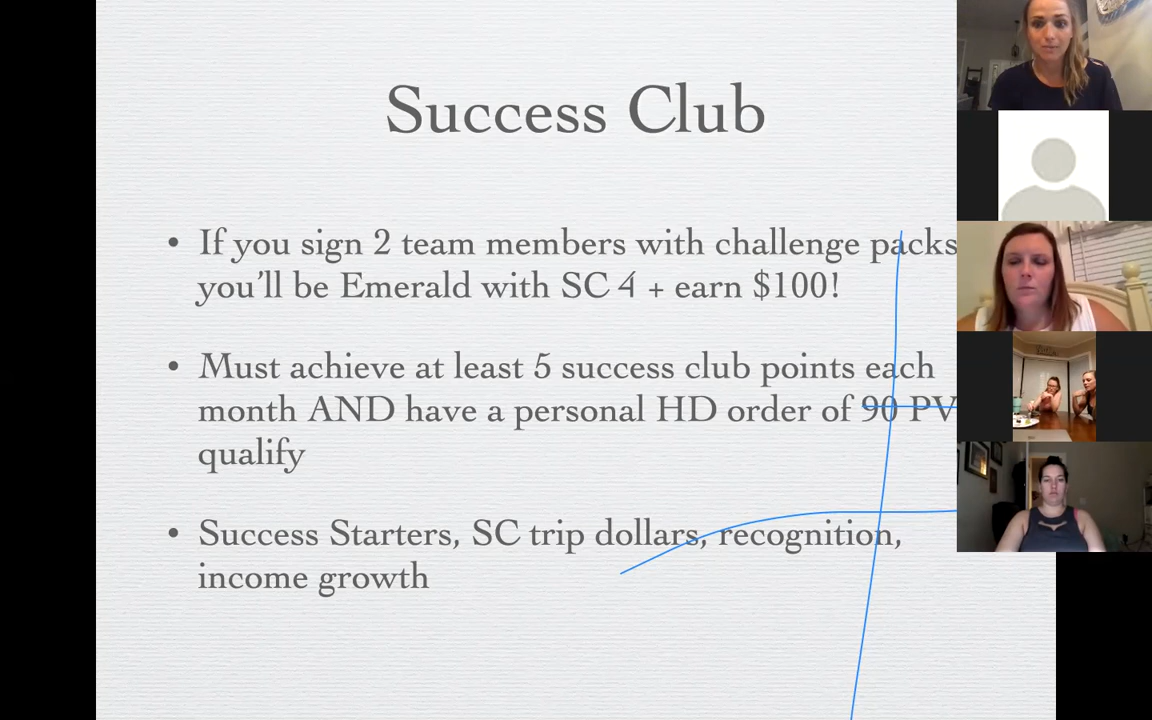 Success Club
• If you sign 2 team members with challenge packs
you'll be Emerald with SC 4 + earn $100!
• Must achieve at least 5 success club points each
month AND have a personal HD order of 90 PV
qualify
• Success Starters, SC trip dollars, recognition,
income growth